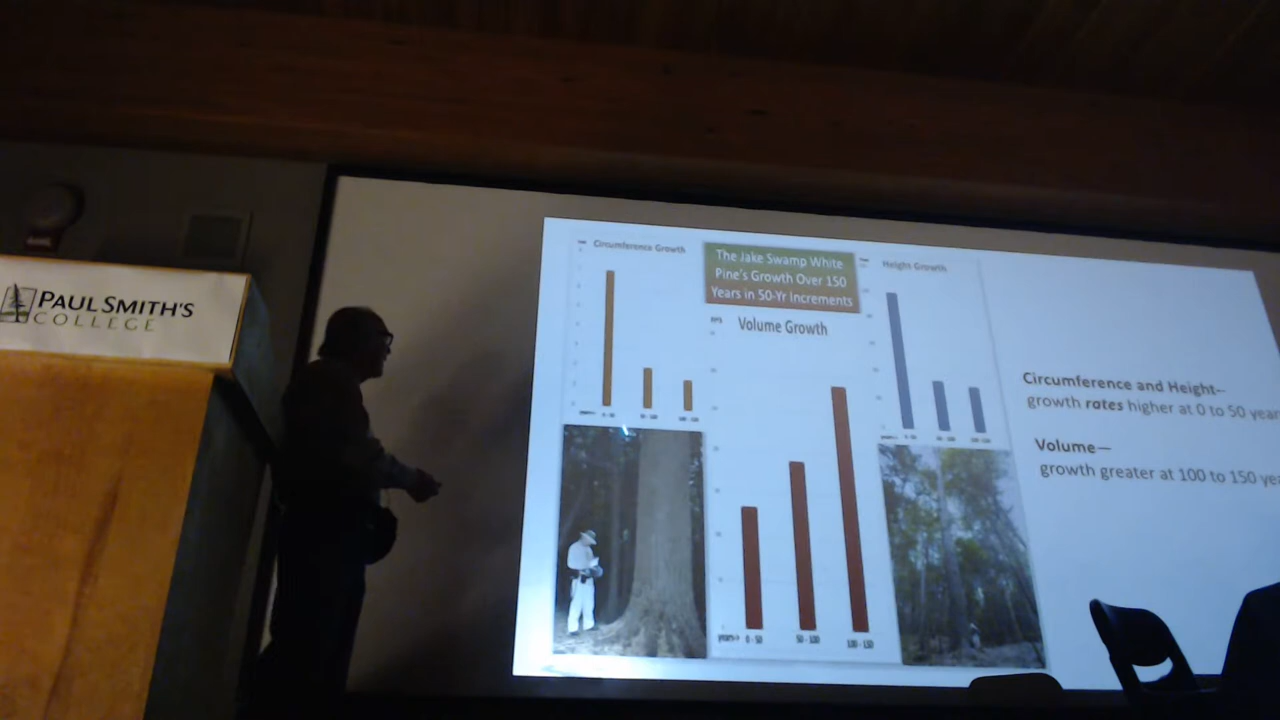 PAUL SMITH'S
COLLEGE
Circumference Growth
The Jake Swamp White
Pine's Growth Over 150
Years in 50-Yr Increments
Height Growth
Volume Growth
years-> 0 - 50 50 - 100 100 - 150
Circumference and Height--
growth rates higher at 0 to 50 year
Volume—
growth greater at 100 to 150